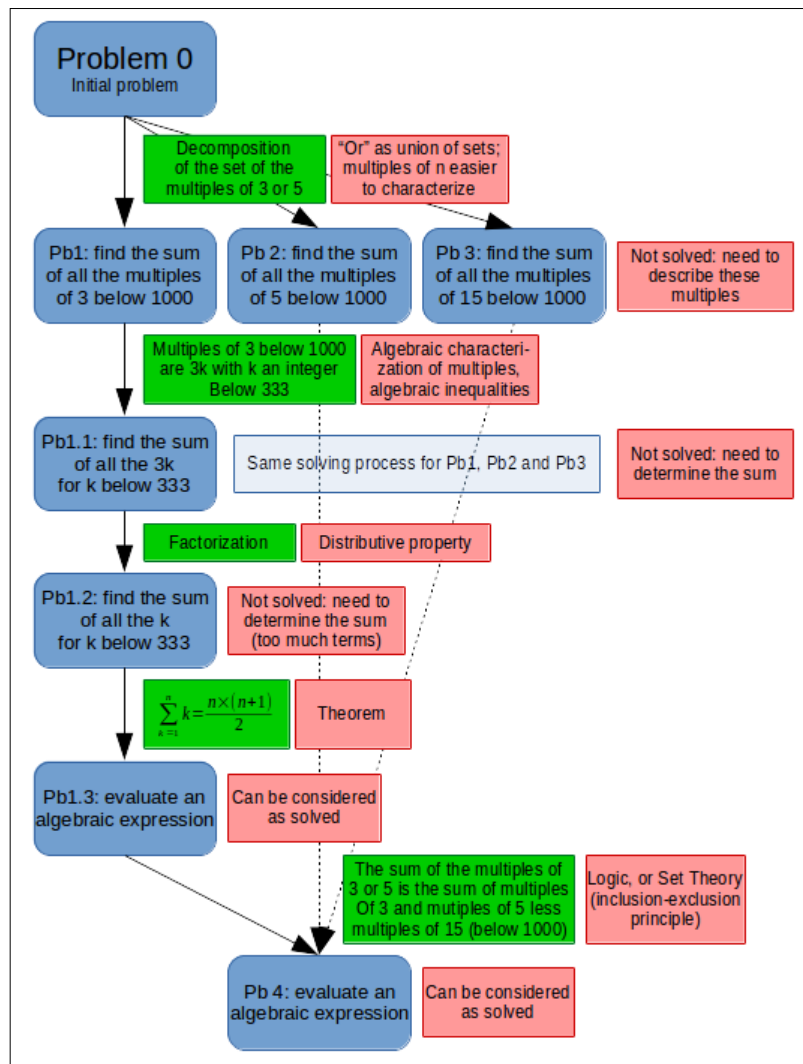 Problem 0
Initial problem
Decomposition
of the set of the
multiples of 3 or 5
“Or” as union of sets;
multiples of n easier
to characterize
Pb1: find the sum
of all the multiples
of 3 below 1000
Pb 2: find the sum
of all the multiples
of 5 below 1000
Pb 3: find the sum
of all the multiples
of 15 below 1000
Not solved: need to
describe these
multiples
Multiples of 3 below 1000
are 3k with k an integer
Below 333
Algebraic characteri-
zation of multiples,
algebraic inequalities
Pb1.1: find the sum
of all the 3k
for k below 333
Same solving process for Pb1, Pb2 and Pb3
Not solved: need to
determine the sum
Factorization
Distributive property
Pb1.2: find the sum
of all the k
for k below 333
Not solved: need to
determine the sum
(too much terms)
∑_{k=1}^{n} k = n×(n+1)/2
Theorem
Pb1.3: evaluate an
algebraic expression
Can be considered
as solved
The sum of the multiples of
3 or 5 is the sum of multiples
Of 3 and mutiples of 5 less
multiples of 15 (below 1000)
Logic, or Set Theory
(inclusion-exclusion
principle)
Pb 4: evaluate an
algebraic expression
Can be considered
as solved